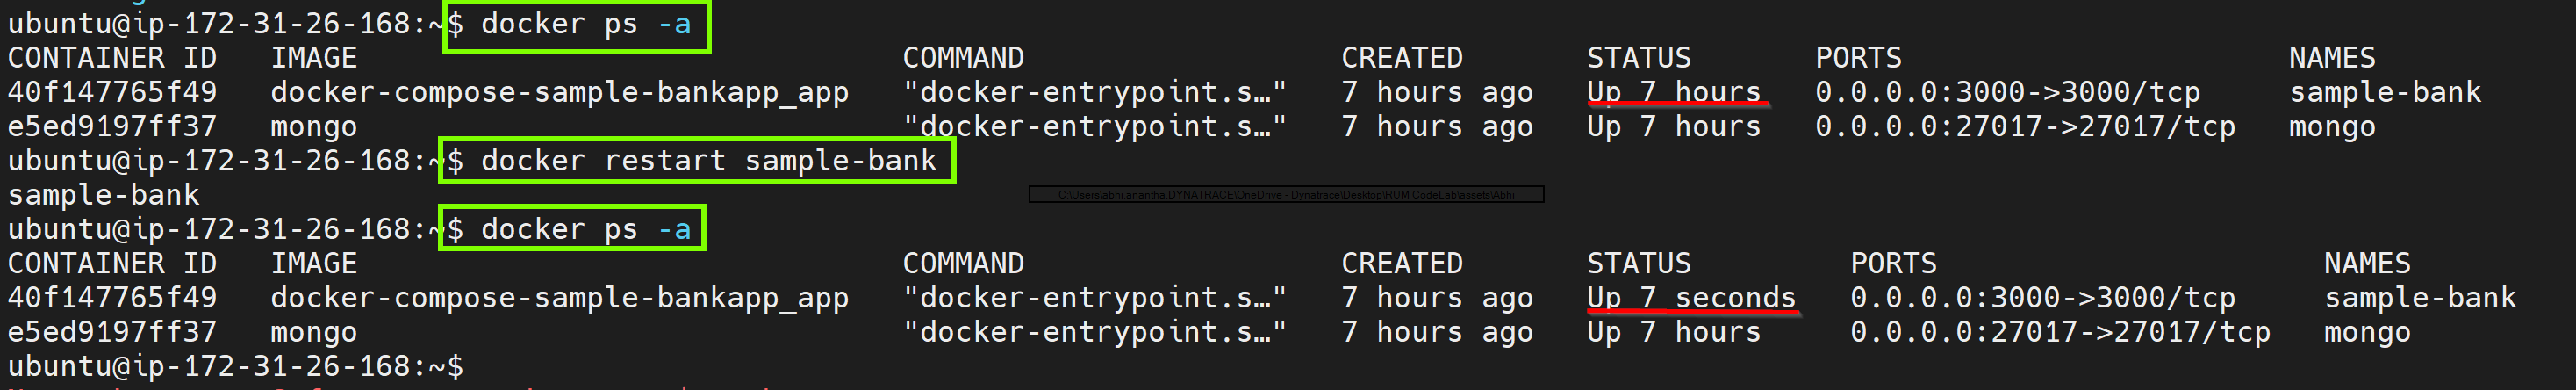 ubuntu@ip-172-31-26-168:~$ docker ps -a
CONTAINER ID   IMAGE                               COMMAND                  CREATED       STATUS       PORTS                      NAMES
40f147765f49   docker-compose-sample-bankapp_app   "docker-entrypoint.s…"   7 hours ago   Up 7 hours   0.0.0.0:3000->3000/tcp     sample-bank
e5ed9197ff37   mongo                               "docker-entrypoint.s…"   7 hours ago   Up 7 hours   0.0.0.0:27017->27017/tcp   mongo
ubuntu@ip-172-31-26-168:~$ docker restart sample-bank
sample-bank
C:\Users\abhi.anantha.DYNATRACE\OneDrive - Dynatrace\Desktop\RUM CodeLab\assets\Abhi
ubuntu@ip-172-31-26-168:~$ docker ps -a
CONTAINER ID   IMAGE                               COMMAND                  CREATED       STATUS         PORTS                      NAMES
40f147765f49   docker-compose-sample-bankapp_app   "docker-entrypoint.s…"   7 hours ago   Up 7 seconds   0.0.0.0:3000->3000/tcp     sample-bank
e5ed9197ff37   mongo                               "docker-entrypoint.s…"   7 hours ago   Up 7 hours     0.0.0.0:27017->27017/tcp   mongo
ubuntu@ip-172-31-26-168:~$